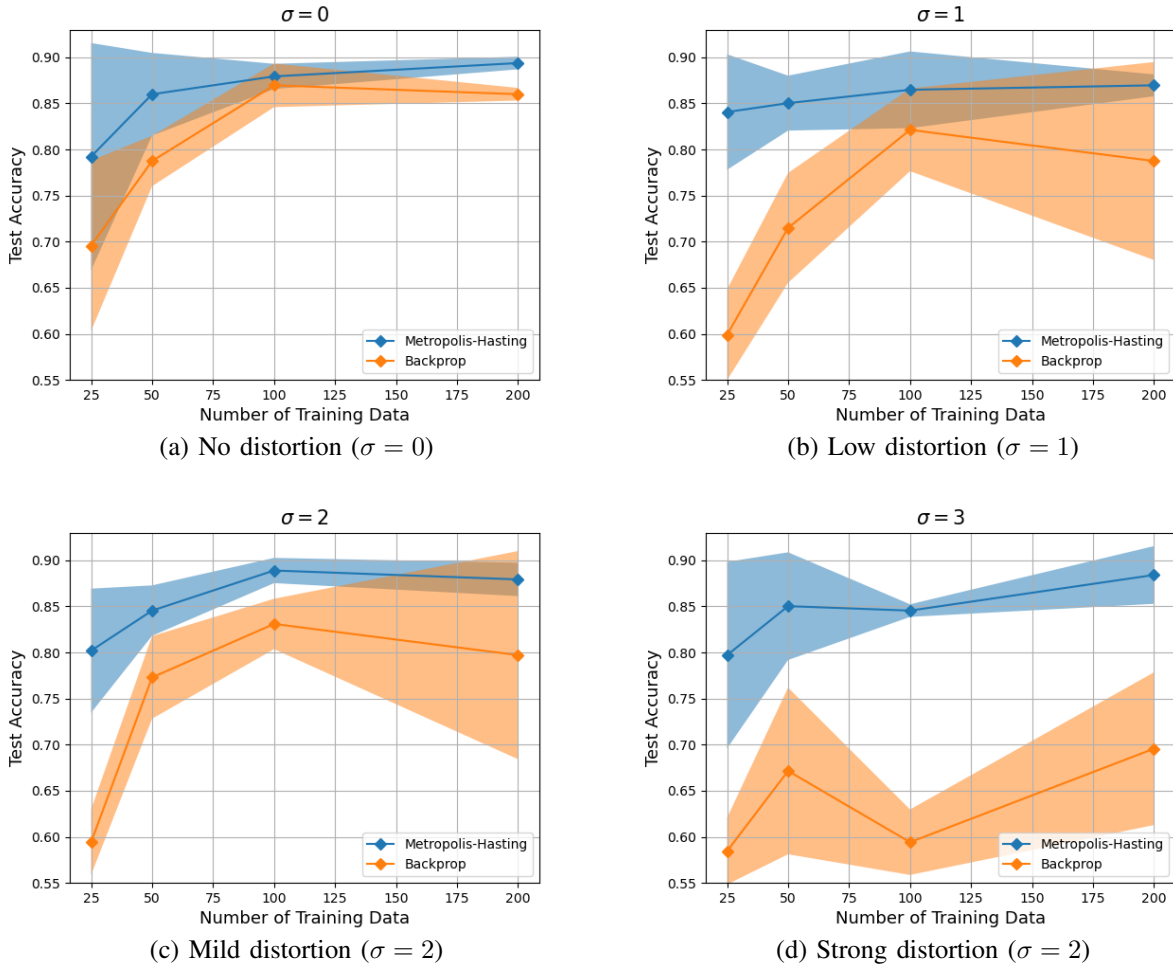 σ = 0
0.90
0.85
0.80
0.75
0.70
0.65
0.60
0.55
Test Accuracy
Metropolis-Hasting
Backprop
25 50 75 100 125 150 175 200
Number of Training Data
(a) No distortion (σ = 0)
σ = 1
0.90
0.85
0.80
0.75
0.70
0.65
0.60
0.55
Test Accuracy
Metropolis-Hasting
Backprop
25 50 75 100 125 150 175 200
Number of Training Data
(b) Low distortion (σ = 1)
σ = 2
0.90
0.85
0.80
0.75
0.70
0.65
0.60
0.55
Test Accuracy
Metropolis-Hasting
Backprop
25 50 75 100 125 150 175 200
Number of Training Data
(c) Mild distortion (σ = 2)
σ = 3
0.90
0.85
0.80
0.75
0.70
0.65
0.60
0.55
Test Accuracy
Metropolis-Hasting
Backprop
25 50 75 100 125 150 175 200
Number of Training Data
(d) Strong distortion (σ = 2)